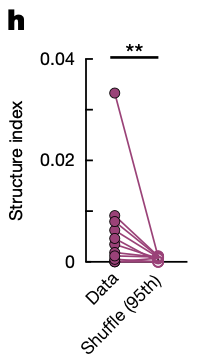 h
**
0.04
0.02
0
Structure index
Data
Shuffle (95th)